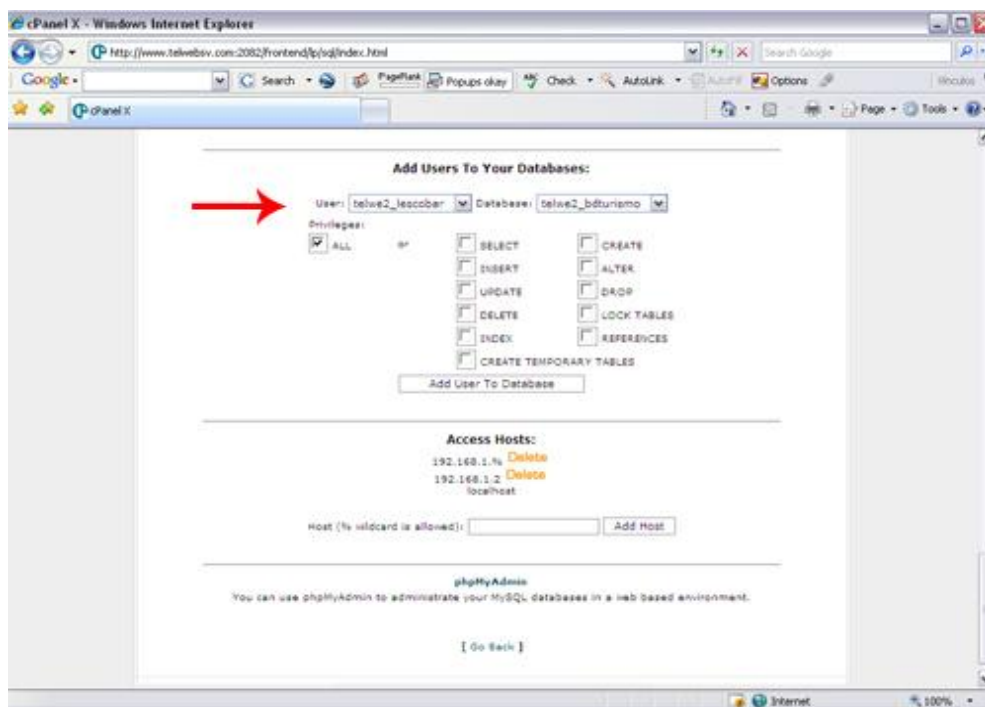 cPanel X - Windows Internet Explorer
http://www.telwebsv.com:2082/frontend/lp/sql/index.html Search Google
Google Search PageRank Popups okay Check AutoLink AutoFill Options
cPanel X Page Tools
Add Users To Your Databases:
User: telwe2_lescobar Database: telwe2_bdturismo
Privileges:
ALL or SELECT CREATE
INSERT ALTER
UPDATE DROP
DELETE LOCK TABLES
INDEX REFERENCES
CREATE TEMPORARY TABLES
Add User To Database
Access Hosts:
192.168.1.% Delete
192.168.1.2 Delete
localhost
Host (% wildcard is allowed): Add Host
phpMyAdmin
You can use phpMyAdmin to administrate your MySQL databases in a web based environment.
[ Go Back ]
Internet 100%